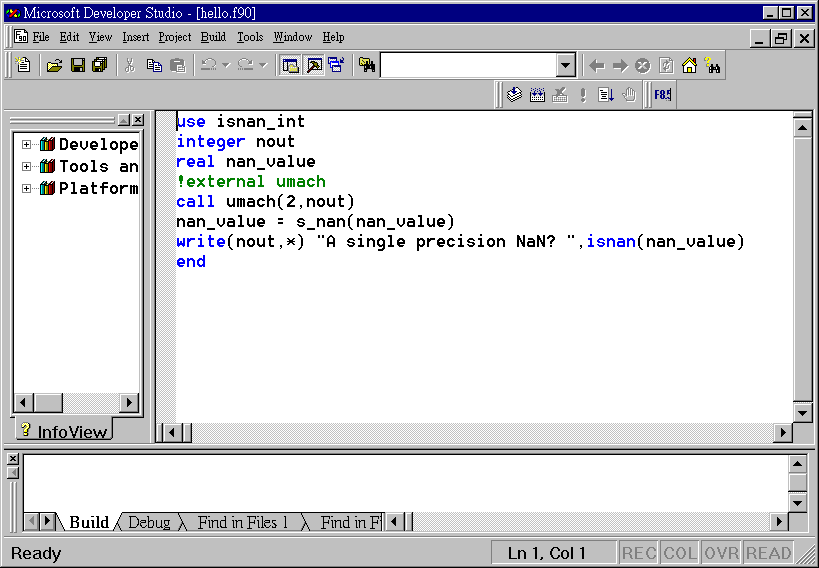 Microsoft Developer Studio - [hello.f90]
File Edit View Insert Project Build Tools Window Help
F8!
Develope
Tools an
Platform
InfoView
use isnan_int
integer nout
real nan_value
!external umach
call umach(2,nout)
nan_value = s_nan(nan_value)
write(nout,*) "A single precision NaN? ",isnan(nan_value)
end
Build Debug Find in Files 1 Find in F
Ready Ln 1, Col 1 REC COL OVR READ